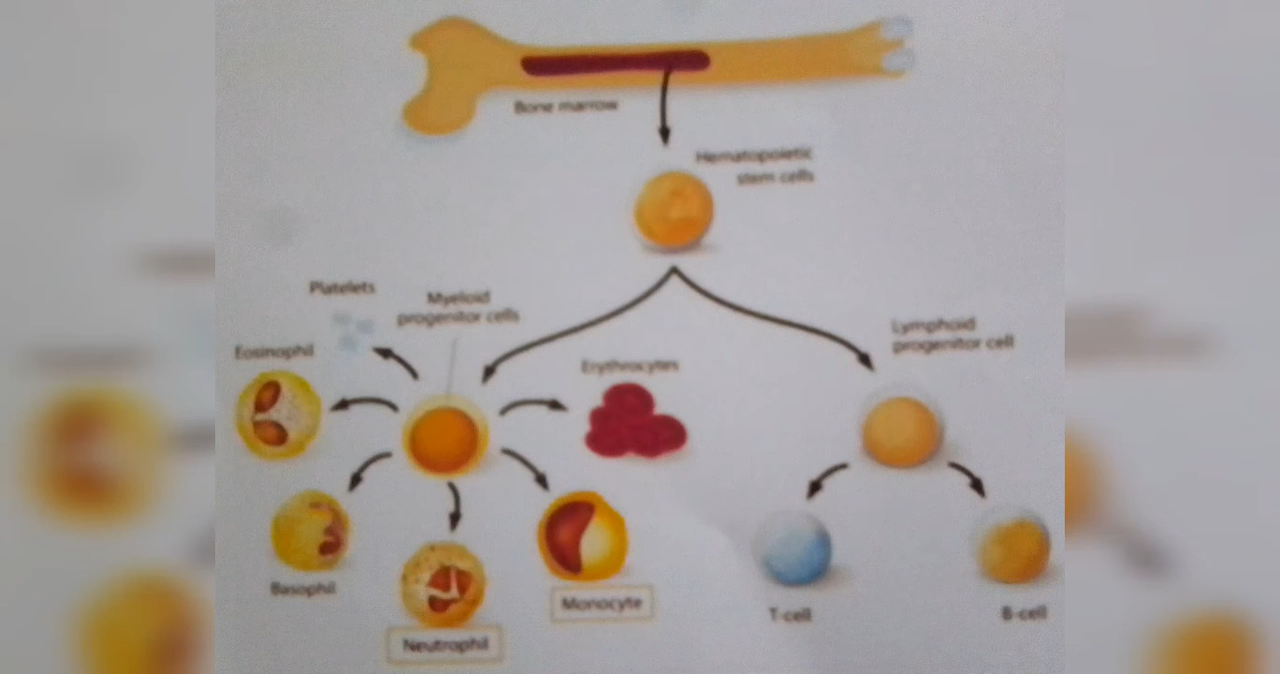 Bone marrow
Hematopoietic
stem cells
Platelets
Myeloid
progenitor cells
Lymphoid
progenitor cell
Eosinophil
Erythrocytes
Basophil
Monocyte
T-cell
B-cell
Neutrophil